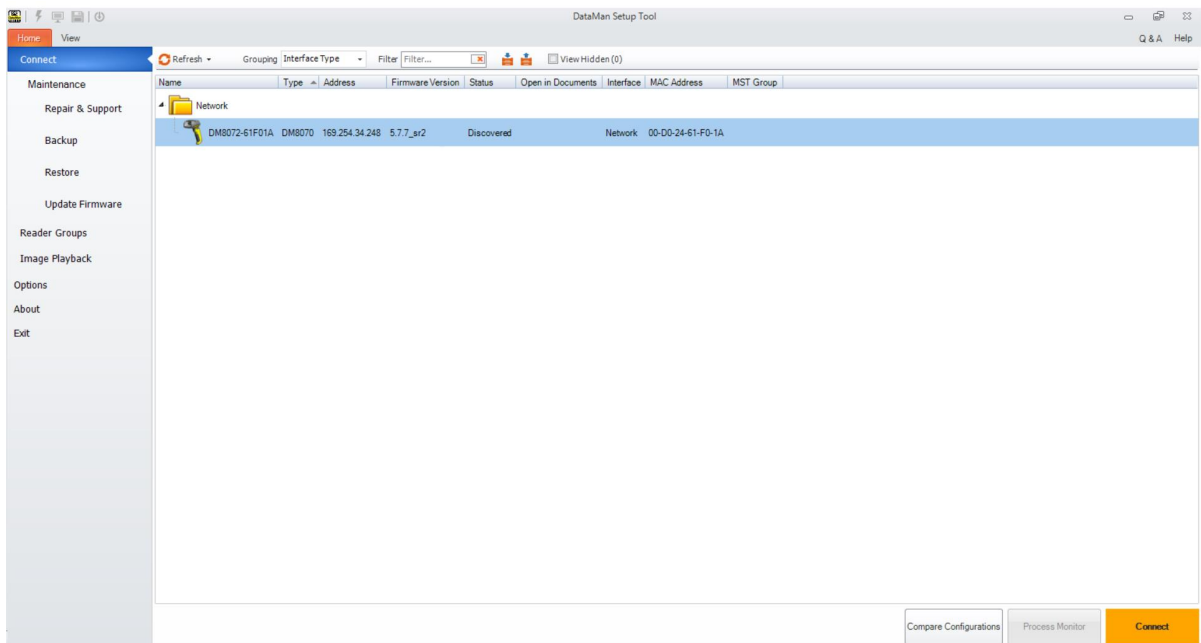 DataMan Setup Tool
Home View Q & A Help
Connect
Maintenance
Repair & Support
Backup
Restore
Update Firmware
Reader Groups
Image Playback
Options
About
Exit
Refresh Grouping Interface Type Filter Filter... View Hidden (0)
Name Type Address Firmware Version Status Open in Documents Interface MAC Address MST Group
Network
DM8072-61F01A DM8070 169.254.34.248 5.7.7_sr2 Discovered Network 00-D0-24-61-F0-1A
Compare Configurations Process Monitor Connect